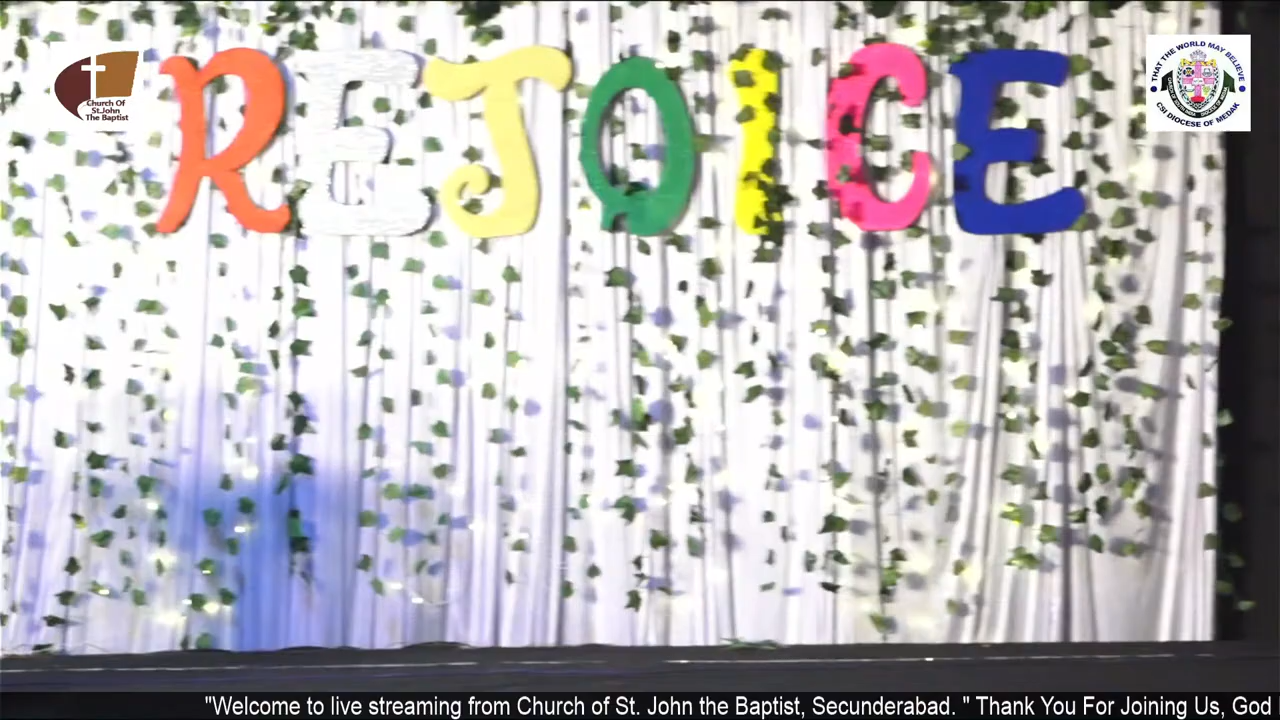 REJOICE
Church Of
St.John
The Baptist
THAT THE WORLD MAY BELIEVE
CSI DIOCESE OF MEDAK
"Welcome to live streaming from Church of St. John the Baptist, Secunderabad. " Thank You For Joining Us, God